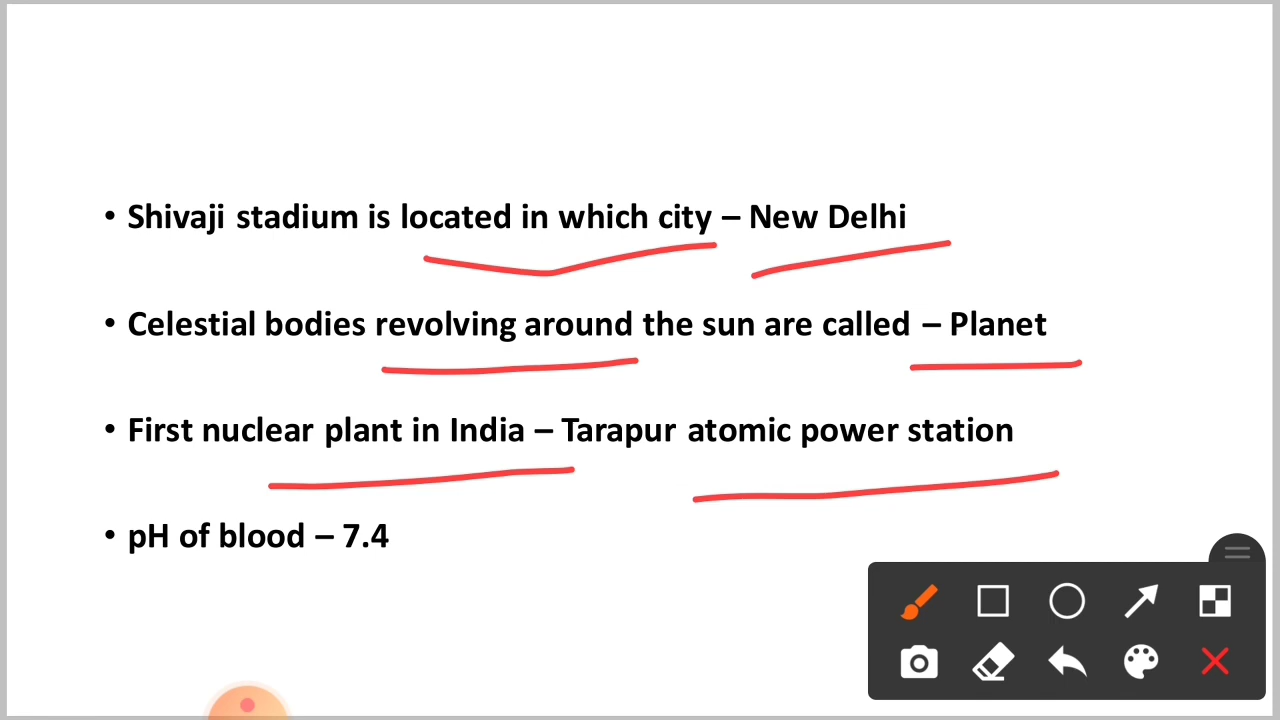 • Shivaji stadium is located in which city – New Delhi
• Celestial bodies revolving around the sun are called – Planet
• First nuclear plant in India – Tarapur atomic power station
• pH of blood – 7.4